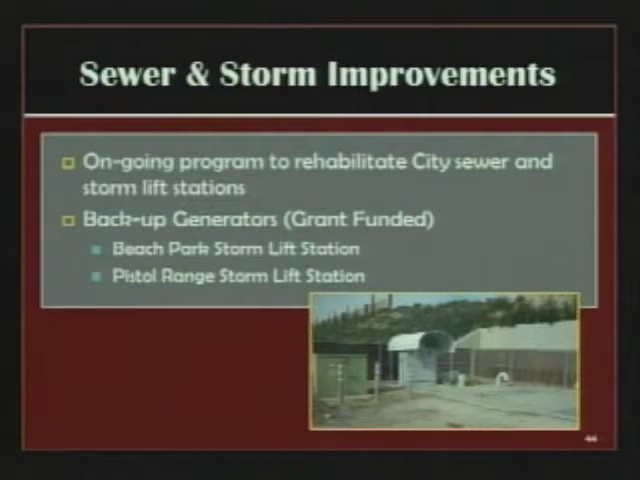 Sewer & Storm Improvements
On-going program to rehabilitate City sewer and
storm lift stations
Back-up Generators (Grant Funded)
Beach Park Storm Lift Station
Pistol Range Storm Lift Station
44